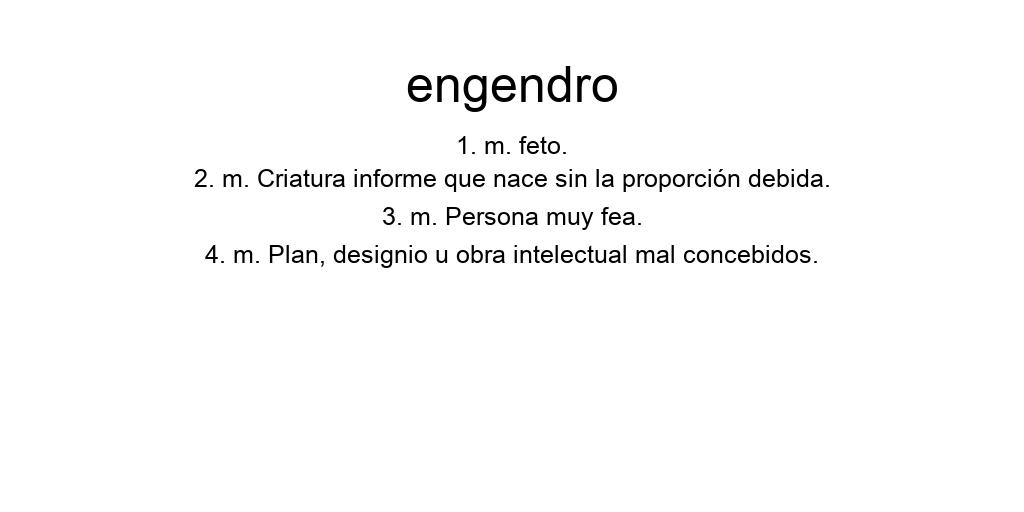 engendro
1. m. feto.
2. m. Criatura informe que nace sin la proporción debida.
3. m. Persona muy fea.
4. m. Plan, designio u obra intelectual mal concebidos.